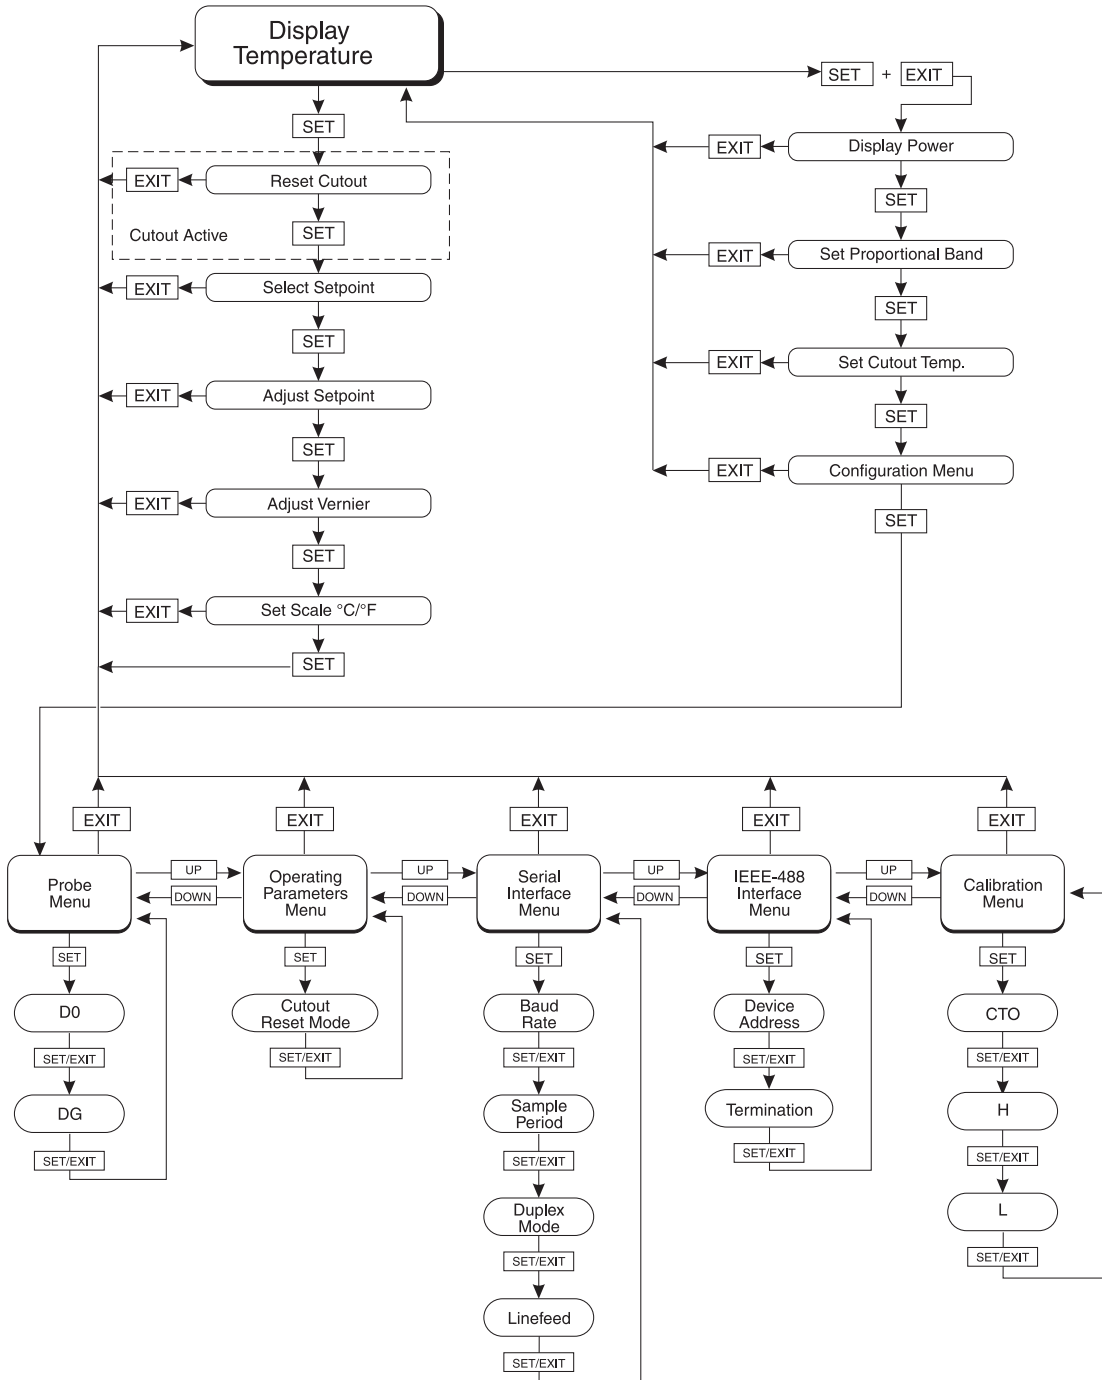 Display
Temperature
SET + EXIT
SET
EXIT Display Power
EXIT Reset Cutout
SET
Cutout Active SET
EXIT Set Proportional Band
EXIT Select Setpoint
SET
SET
EXIT Set Cutout Temp.
EXIT Adjust Setpoint
SET
SET
EXIT Configuration Menu
EXIT Adjust Vernier
SET
SET
EXIT Set Scale °C/°F
SET
EXIT EXIT EXIT EXIT EXIT
Probe
Menu
UP
DOWN
Operating
Parameters
Menu
UP
DOWN
Serial
Interface
Menu
UP
DOWN
IEEE-488
Interface
Menu
UP
DOWN
Calibration
Menu
SET
D0
SET/EXIT
DG
SET/EXIT
SET
Cutout
Reset Mode
SET/EXIT
SET
Baud
Rate
SET/EXIT
Sample
Period
SET/EXIT
Duplex
Mode
SET/EXIT
Linefeed
SET/EXIT
SET
Device
Address
SET/EXIT
Termination
SET/EXIT
SET
CTO
SET/EXIT
H
SET/EXIT
L
SET/EXIT